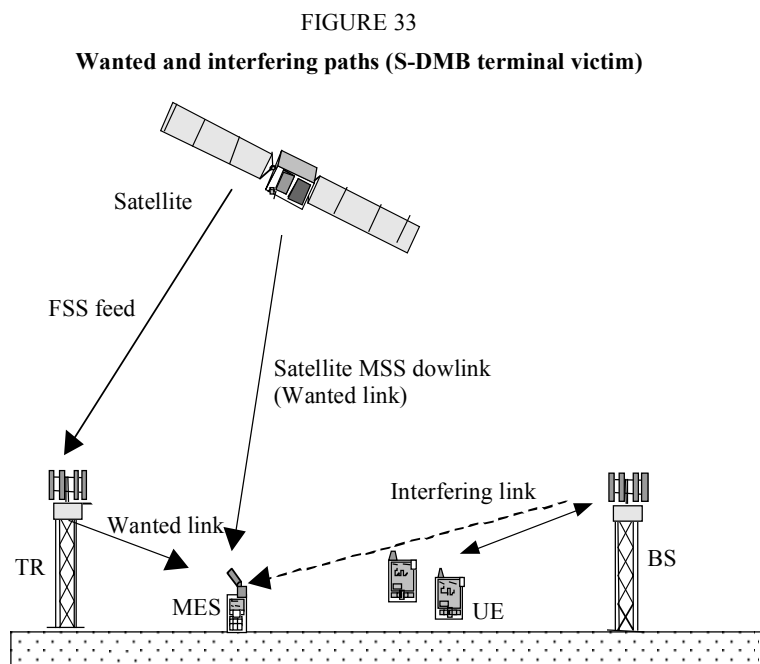 FIGURE 33
Wanted and interfering paths (S-DMB terminal victim)
Satellite
FSS feed
Satellite MSS dowlink
(Wanted link)
Interfering link
Wanted link
TR
BS
MES
UE